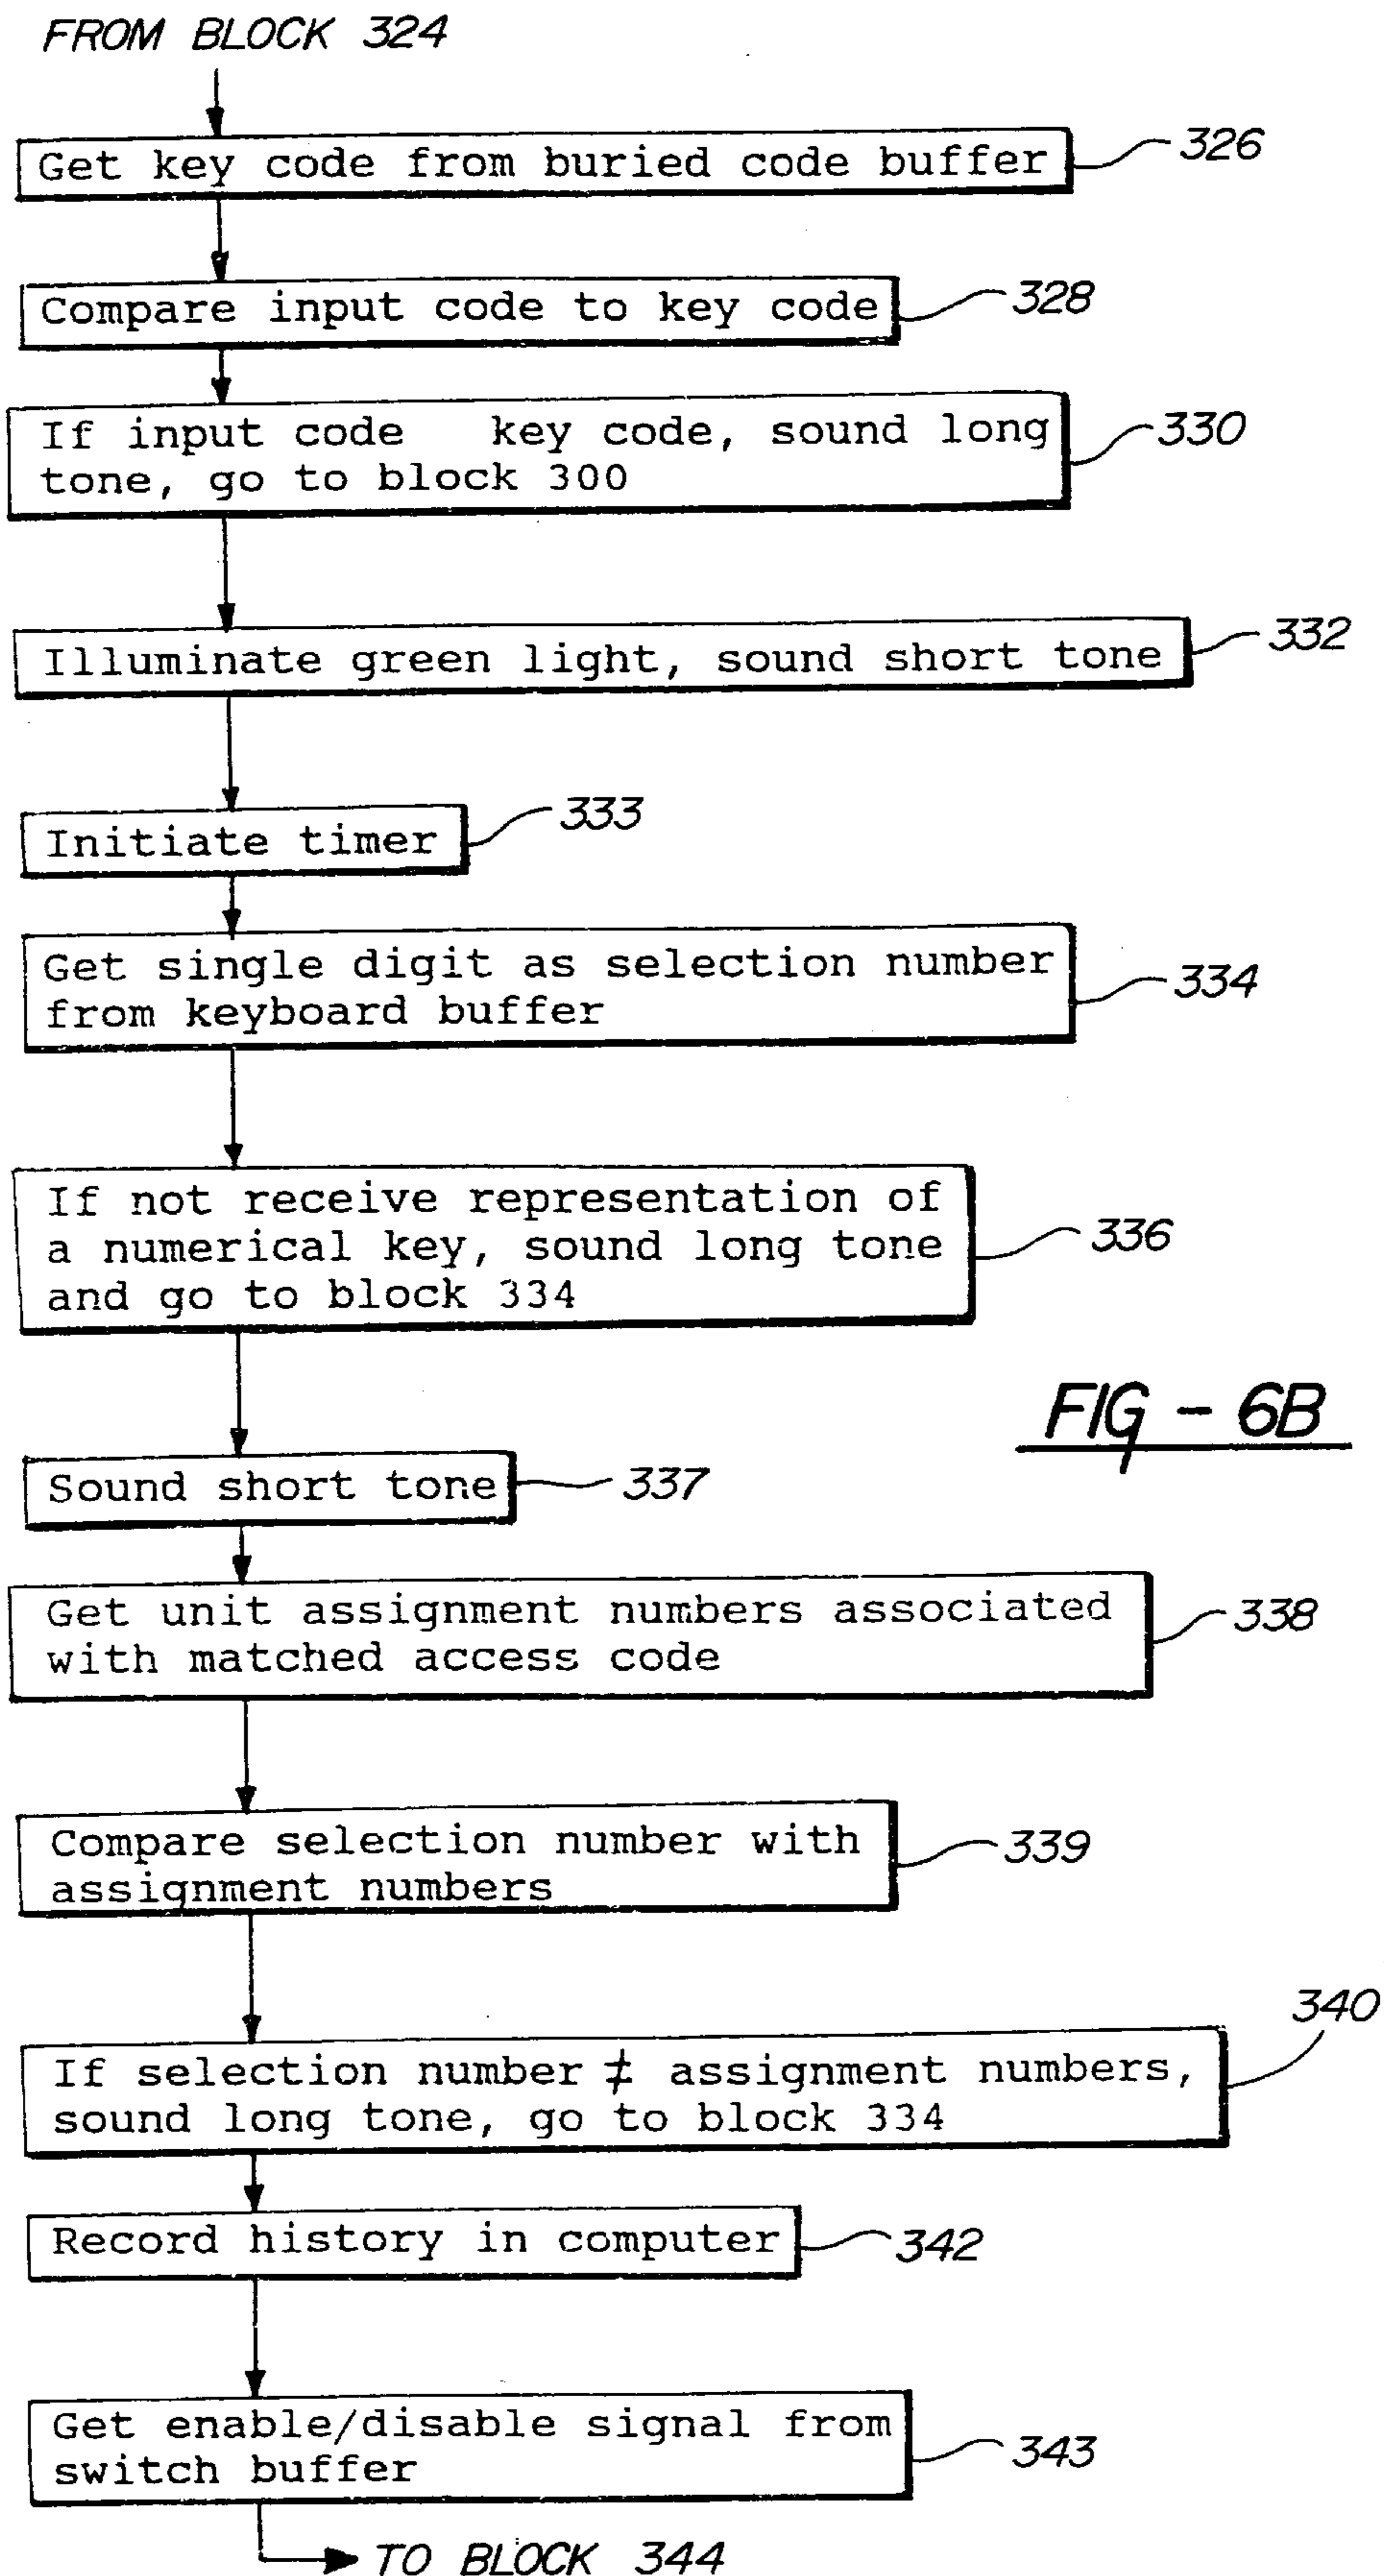 FROM BLOCK 324
Get key code from buried code buffer
326
Compare input code to key code
328
If input code key code, sound long
tone, go to block 300
330
Illuminate green light, sound short tone
332
Initiate timer
333
Get single digit as selection number
from keyboard buffer
334
If not receive representation of
a numerical key, sound long tone
and go to block 334
336
FIG - 6B
Sound short tone
337
Get unit assignment numbers associated
with matched access code
338
Compare selection number with
assignment numbers
339
340
If selection number ≠ assignment numbers,
sound long tone, go to block 334
Record history in computer
342
Get enable/disable signal from
switch buffer
343
TO BLOCK 344